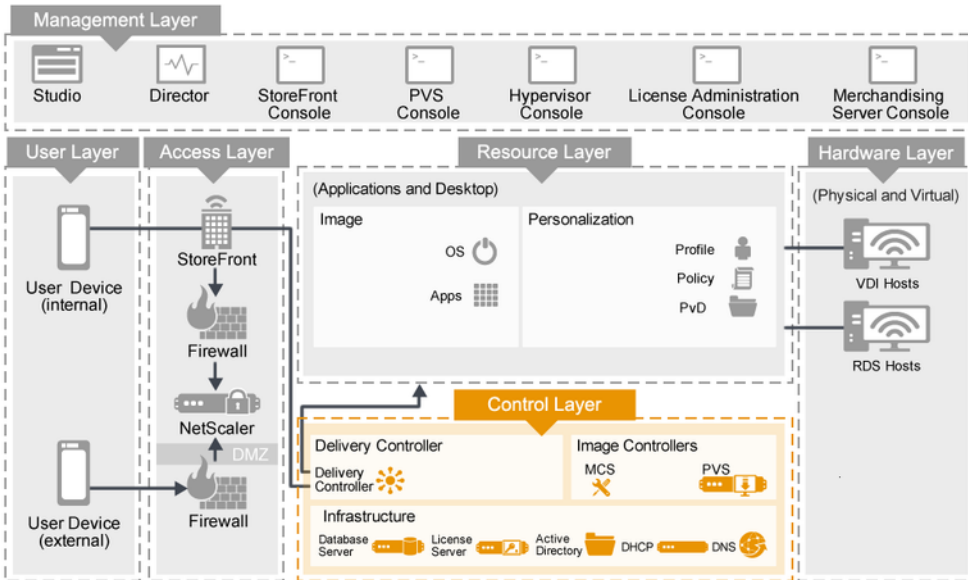 Management Layer
Studio
Director
StoreFront
Console
PVS
Console
Hypervisor
Console
License Administration
Console
Merchandising
Server Console
User Layer
Access Layer
Resource Layer
Hardware Layer
User Device
(internal)
User Device
(external)
StoreFront
Firewall
NetScaler
DMZ
Firewall
(Applications and Desktop)
Image
OS
Apps
Personalization
Profile
Policy
PvD
(Physical and Virtual)
VDI Hosts
RDS Hosts
Control Layer
Delivery Controller
Delivery
Controller
Image Controllers
MCS
PVS
Infrastructure
Database
Server
License
Server
Active
Directory
DHCP
DNS